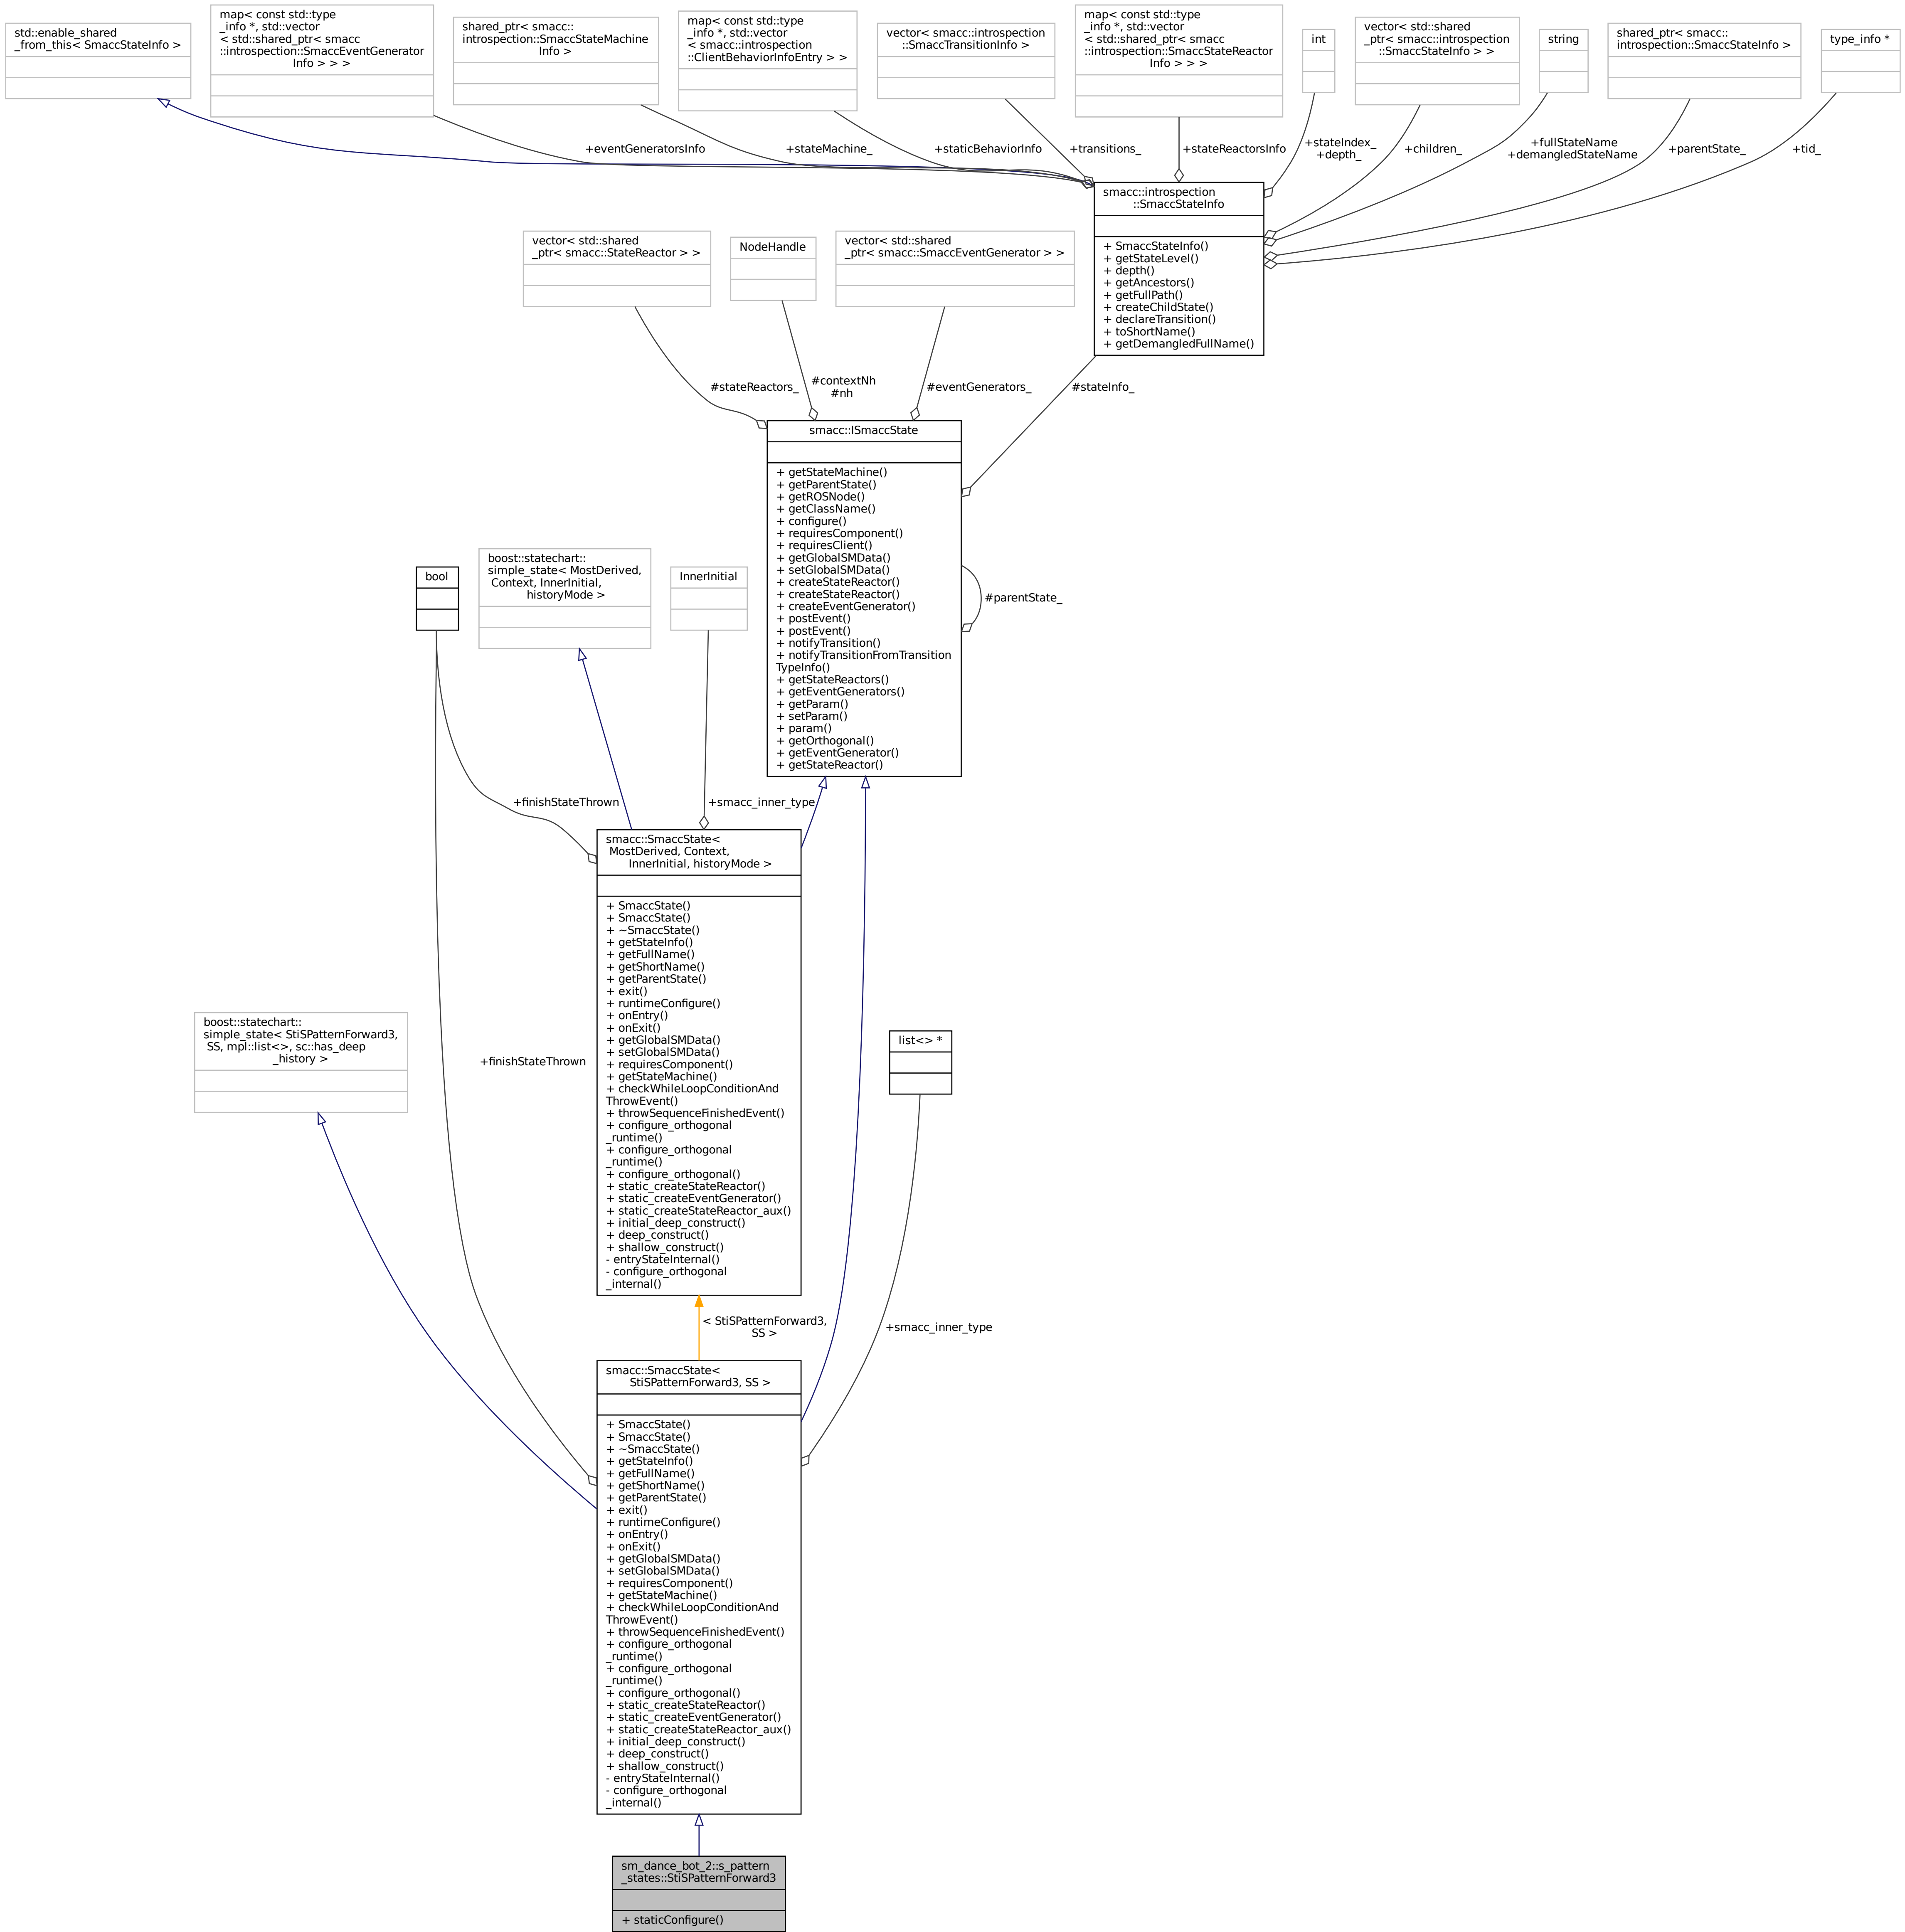 std::enable_shared
_from_this< SmaccStateInfo >
map< const std::type
_info *, std::vector
< std::shared_ptr< smacc
::introspection::SmaccEventGenerator
Info > > >
shared_ptr< smacc::
introspection::SmaccStateMachine
Info >
map< const std::type
_info *, std::vector
< smacc::introspection
::ClientBehaviorInfoEntry > >
vector< smacc::introspection
::SmaccTransitionInfo >
map< const std::type
_info *, std::vector
< std::shared_ptr< smacc
::introspection::SmaccStateReactor
Info > > >
int
vector< std::shared
_ptr< smacc::introspection
::SmaccStateInfo > >
string
shared_ptr< smacc::
introspection::SmaccStateInfo >
type_info *
+eventGeneratorsInfo
+stateMachine_
+staticBehaviorInfo
+transitions_
+stateReactorsInfo
+stateIndex_
+depth_
+children_
+fullStateName
+demangledStateName
+parentState_
+tid_
smacc::introspection
::SmaccStateInfo
+ SmaccStateInfo()
+ getStateLevel()
+ depth()
+ getAncestors()
+ getFullPath()
+ createChildState()
+ declareTransition()
+ toShortName()
+ getDemangledFullName()
vector< std::shared
_ptr< smacc::StateReactor > >
NodeHandle
vector< std::shared
_ptr< smacc::SmaccEventGenerator > >
#stateReactors_
#contextNh
#nh
#eventGenerators_
#stateInfo_
smacc::ISmaccState
+ getStateMachine()
+ getParentState()
+ getROSNode()
+ getClassName()
+ configure()
+ requiresComponent()
+ requiresClient()
+ getGlobalSMData()
+ setGlobalSMData()
+ createStateReactor()
+ createStateReactor()
+ createEventGenerator()
+ postEvent()
+ postEvent()
+ notifyTransition()
+ notifyTransitionFromTransition
TypeInfo()
+ getStateReactors()
+ getEventGenerators()
+ getParam()
+ setParam()
+ param()
+ getOrthogonal()
+ getEventGenerator()
+ getStateReactor()
#parentState_
bool
boost::statechart::
simple_state< MostDerived,
Context, InnerInitial,
historyMode >
InnerInitial
+finishStateThrown
+smacc_inner_type
smacc::SmaccState<
MostDerived, Context,
InnerInitial, historyMode >
+ SmaccState()
+ SmaccState()
+ ~SmaccState()
+ getStateInfo()
+ getFullName()
+ getShortName()
+ getParentState()
+ exit()
+ runtimeConfigure()
+ onEntry()
+ onExit()
+ getGlobalSMData()
+ setGlobalSMData()
+ requiresComponent()
+ getStateMachine()
+ checkWhileLoopConditionAnd
ThrowEvent()
+ throwSequenceFinishedEvent()
+ configure_orthogonal
_runtime()
+ configure_orthogonal
_runtime()
+ configure_orthogonal()
+ static_createStateReactor()
+ static_createEventGenerator()
+ static_createStateReactor_aux()
+ initial_deep_construct()
+ deep_construct()
+ shallow_construct()
- entryStateInternal()
- configure_orthogonal
_internal()
boost::statechart::
simple_state< StiSPatternForward3,
SS, mpl::list<>, sc::has_deep
_history >
+finishStateThrown
list<> *
< StiSPatternForward3,
SS >
+smacc_inner_type
smacc::SmaccState<
StiSPatternForward3, SS >
+ SmaccState()
+ SmaccState()
+ ~SmaccState()
+ getStateInfo()
+ getFullName()
+ getShortName()
+ getParentState()
+ exit()
+ runtimeConfigure()
+ onEntry()
+ onExit()
+ getGlobalSMData()
+ setGlobalSMData()
+ requiresComponent()
+ getStateMachine()
+ checkWhileLoopConditionAnd
ThrowEvent()
+ throwSequenceFinishedEvent()
+ configure_orthogonal
_runtime()
+ configure_orthogonal
_runtime()
+ configure_orthogonal()
+ static_createStateReactor()
+ static_createEventGenerator()
+ static_createStateReactor_aux()
+ initial_deep_construct()
+ deep_construct()
+ shallow_construct()
- entryStateInternal()
- configure_orthogonal
_internal()
sm_dance_bot_2::s_pattern
_states::StiSPatternForward3
+ staticConfigure()